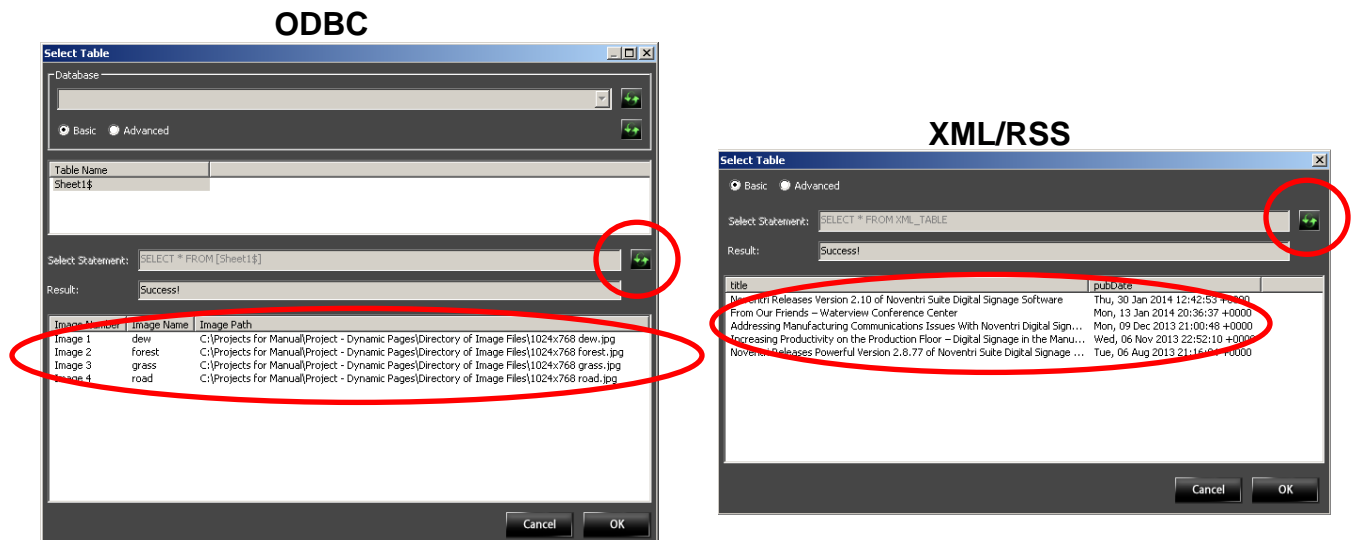 ODBC
Select Table
Database
Basic Advanced
Table Name
Sheet1$
Select Statement: SELECT * FROM [Sheet1$]
Result: Success!
Image Number Image Name Image Path
Image 1 dew C:\Projects for Manual\Project - Dynamic Pages\Directory of Image Files\1024x768 dew.jpg
Image 2 forest C:\Projects for Manual\Project - Dynamic Pages\Directory of Image Files\1024x768 forest.jpg
Image 3 grass C:\Projects for Manual\Project - Dynamic Pages\Directory of Image Files\1024x768 grass.jpg
Image 4 road C:\Projects for Manual\Project - Dynamic Pages\Directory of Image Files\1024x768 road.jpg
Cancel OK
XML/RSS
Select Table
Basic Advanced
Select Statement: SELECT * FROM XML_TABLE
Result: Success!
title pubDate
Noventri Releases Version 2.10 of Noventri Suite Digital Signage Software Thu, 30 Jan 2014 12:42:53 +0000
From Our Friends – Waterview Conference Center Mon, 13 Jan 2014 20:36:37 +0000
Addressing Manufacturing Communications Issues With Noventri Digital Sign... Mon, 09 Dec 2013 21:00:48 +0000
Increasing Productivity on the Production Floor – Digital Signage in the Manu... Wed, 06 Nov 2013 22:52:10 +0000
Noventri Releases Powerful Version 2.8.77 of Noventri Suite Digital Signage ... Tue, 06 Aug 2013 +0000
Cancel OK